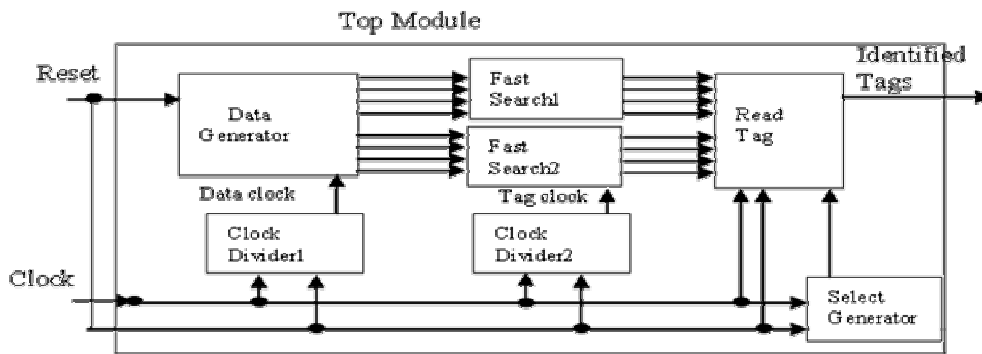 Top Module
Reset
Data
Generator
Fast
Search1
Fast
Search2
Read
Tag
Identified
Tags
Data clock
Tag clock
Clock
Divider1
Clock
Divider2
Clock
Select
Generator